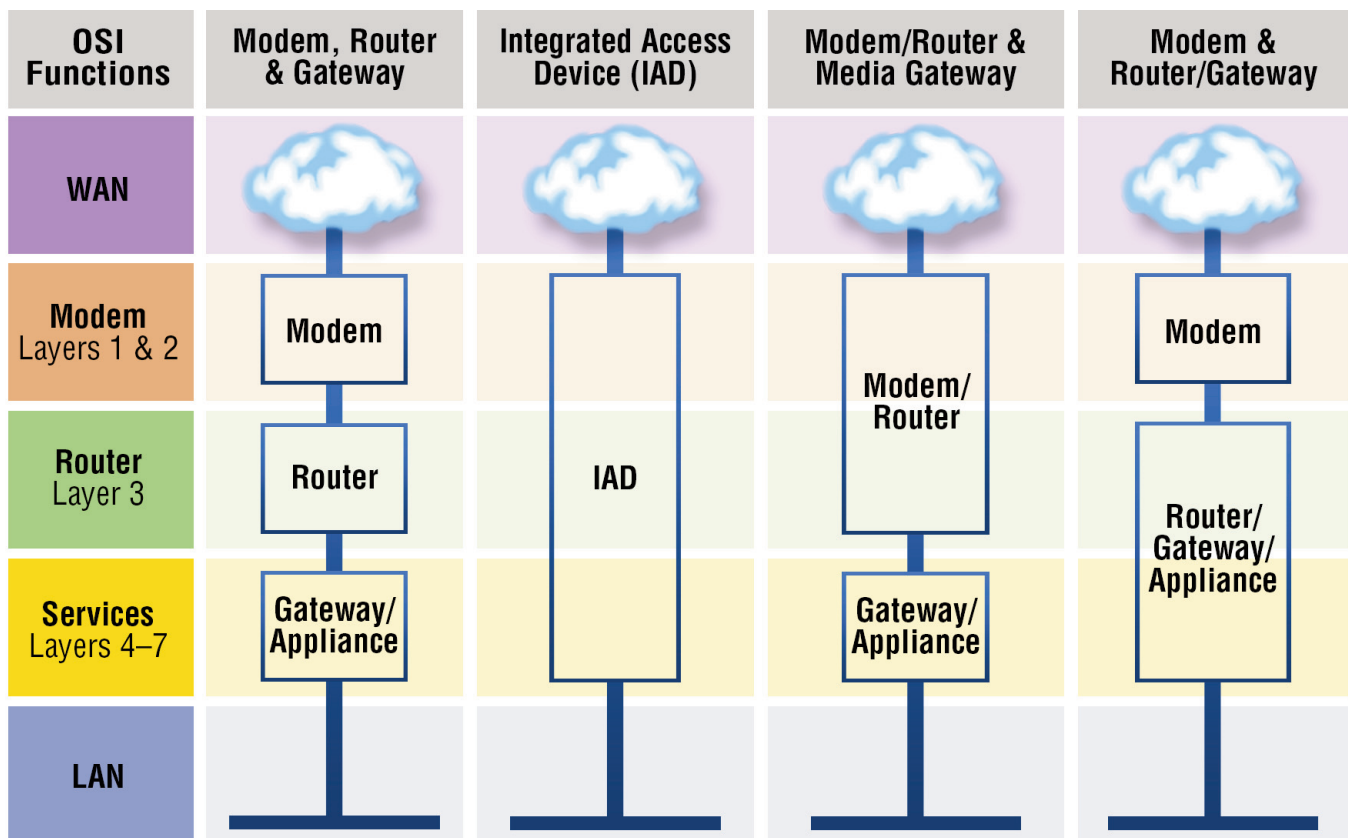 OSI
Functions
Modem, Router
& Gateway
Integrated Access
Device (IAD)
Modem/Router &
Media Gateway
Modem &
Router/Gateway
WAN
Modem
Layers 1 & 2
Modem
Modem/
Router
Modem
Router
Layer 3
Router
IAD
Router/
Gateway/
Appliance
Services
Layers 4–7
Gateway/
Appliance
Gateway/
Appliance
LAN